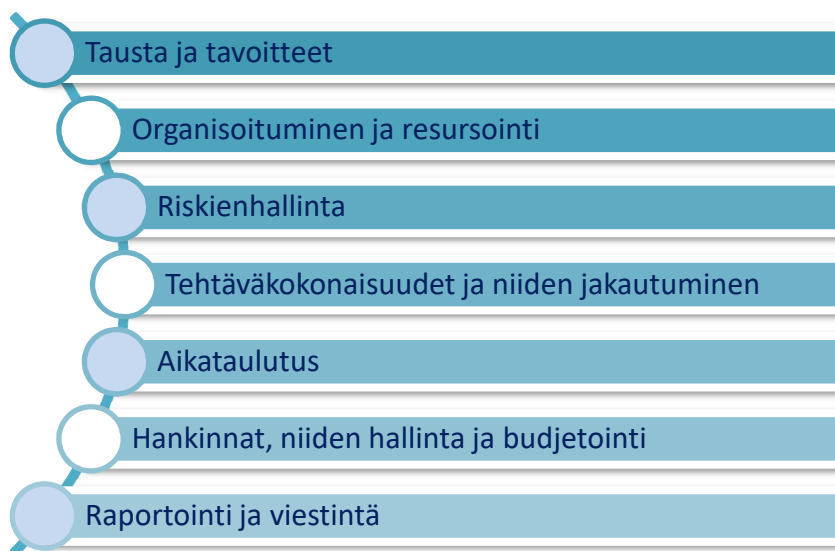 Tausta ja tavoitteet
Organisoituminen ja resursointi
Riskienhallinta
Tehtäväkokonaisuudet ja niiden jakautuminen
Aikataulutus
Hankinnat, niiden hallinta ja budjetointi
Raportointi ja viestintä